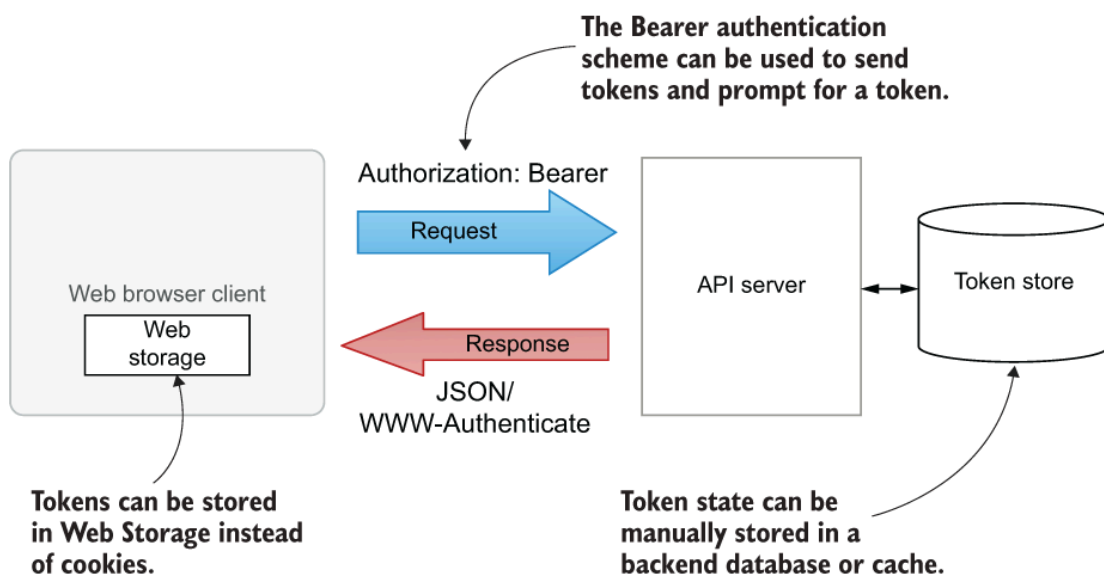 The Bearer authentication
scheme can be used to send
tokens and prompt for a token.
Authorization: Bearer
Request
Web browser client
Web
storage
API server
Token store
Response
JSON/
WWW-Authenticate
Tokens can be stored
in Web Storage instead
of cookies.
Token state can be
manually stored in a
backend database or cache.